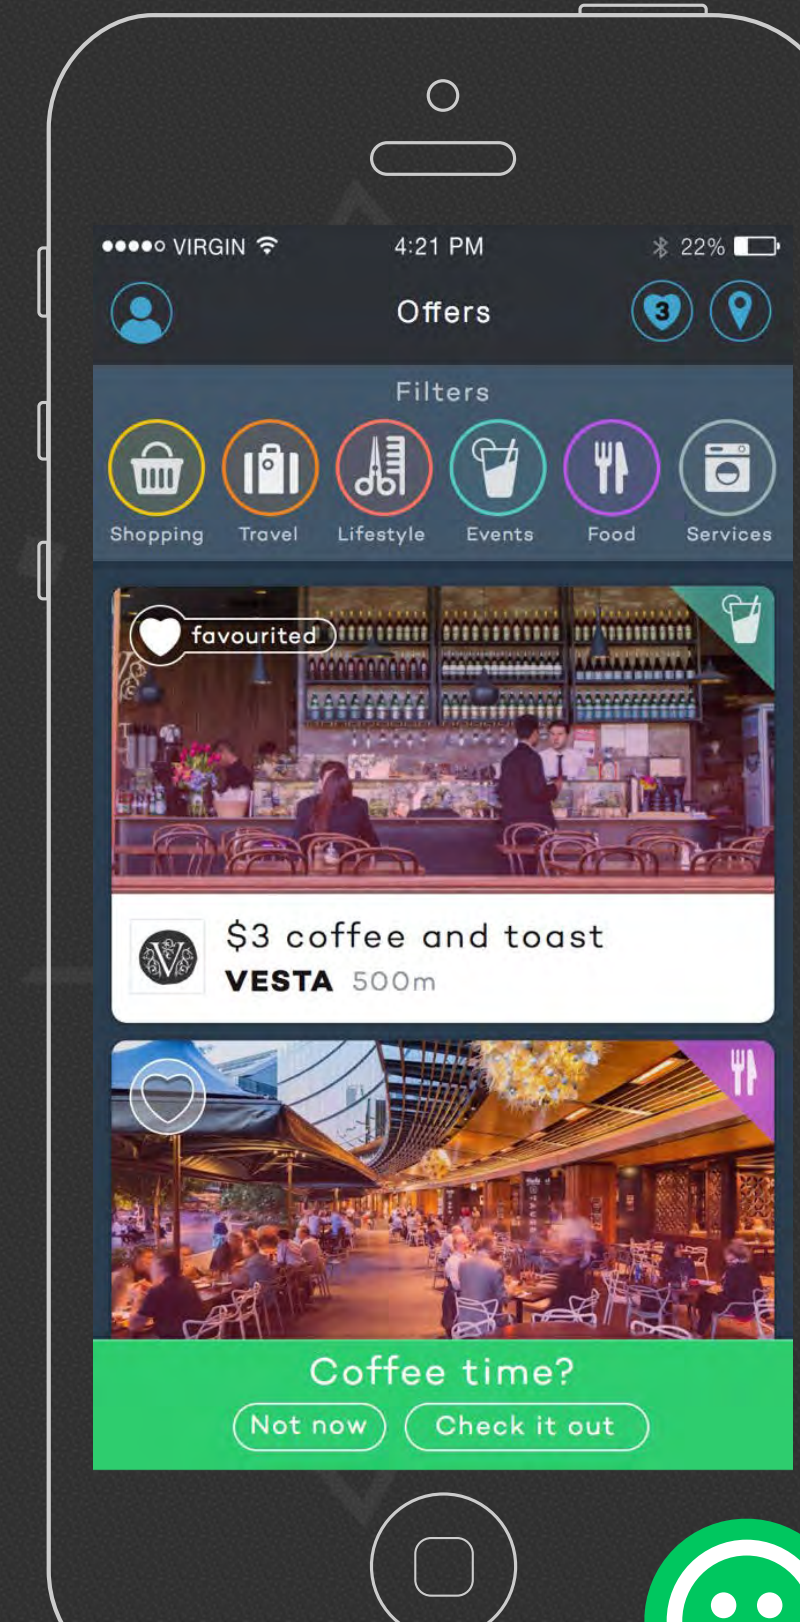 VIRGIN 4:21 PM 22%
Offers
3
Filters
Shopping Travel Lifestyle Events Food Services
favourited
V
$3 coffee and toast
VESTA 500m
Coffee time?
Not now Check it out